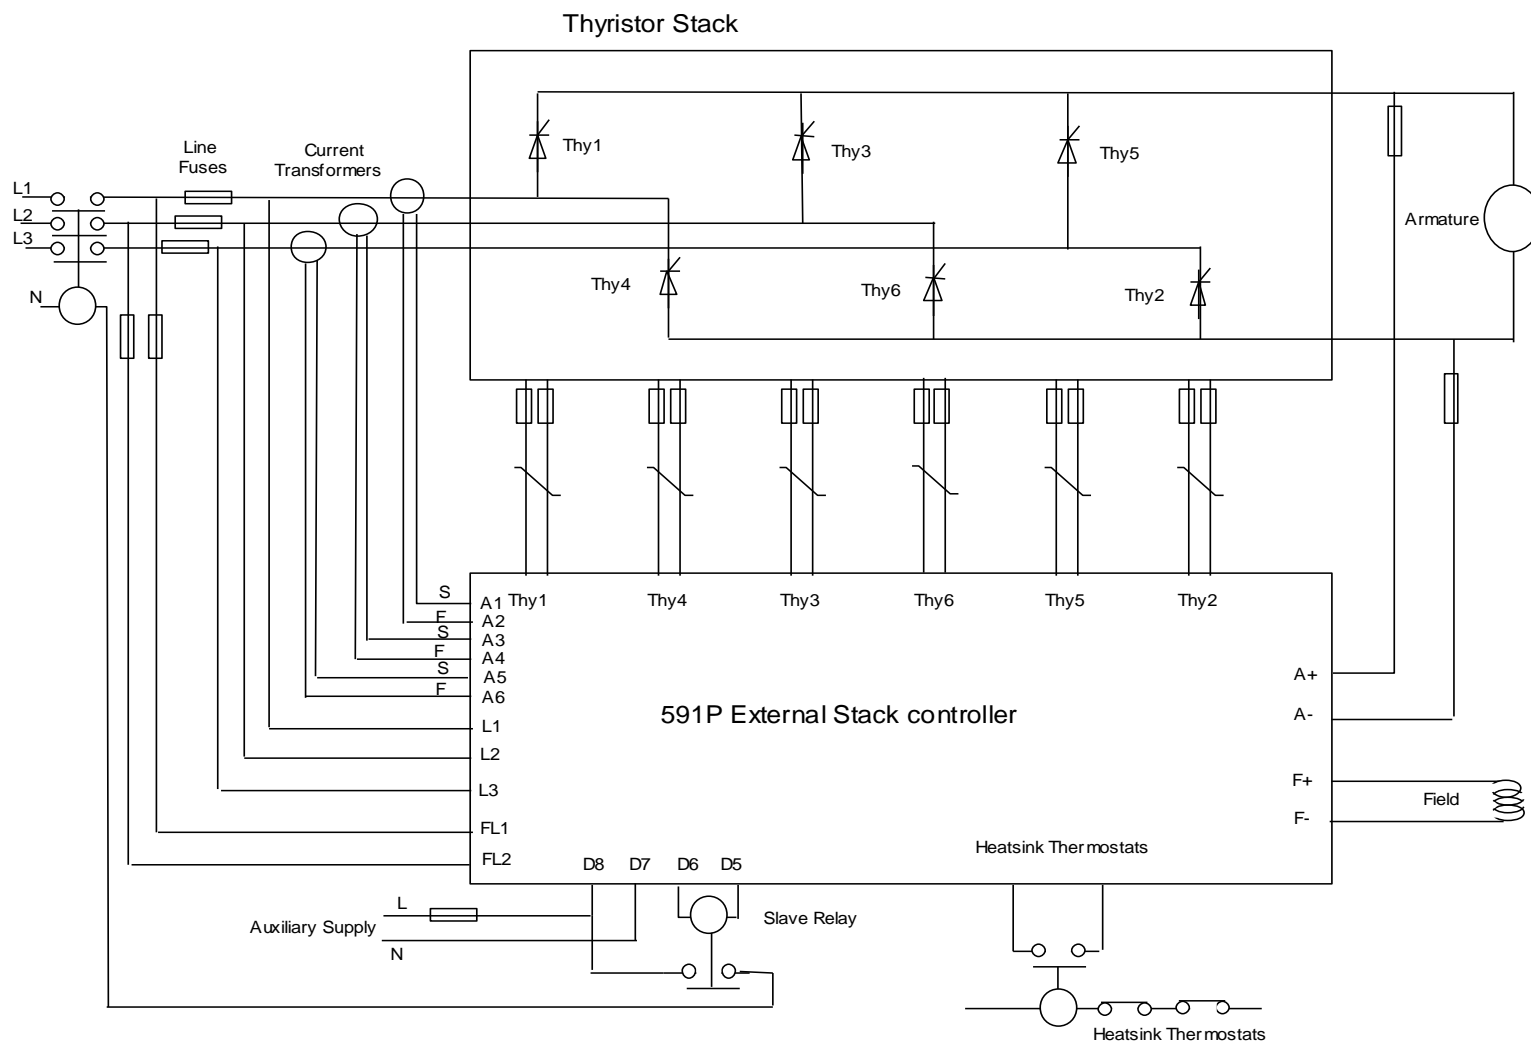 Thyristor Stack
Line
Fuses
Current
Transformers
Thy1
Thy3
Thy5
L1
L2
L3
N
Armature
Thy4
Thy6
Thy2
S
F
S
F
S
F
A1
A2
A3
A4
A5
A6
L1
L2
L3
FL1
FL2
Thy1
Thy4
Thy3
Thy6
Thy5
Thy2
591P External Stack controller
A+
A-
F+
F-
Field
Heatsink Thermostats
D8
D7
D6
D5
L
Auxiliary Supply
N
Slave Relay
Heatsink Thermostats